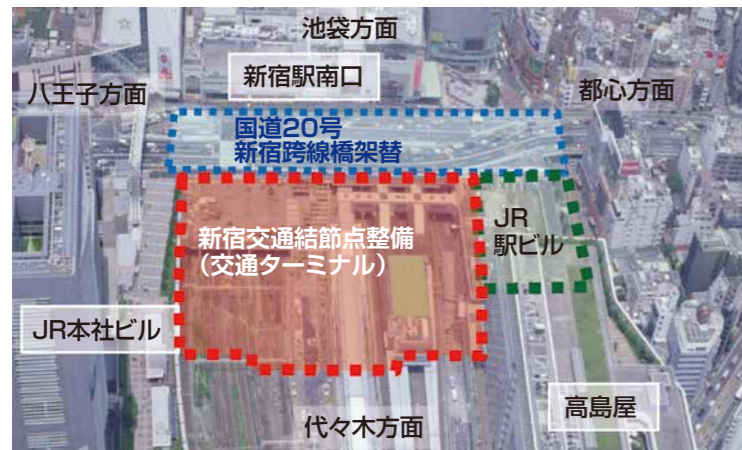 池袋方面
新宿駅南口
八王子方面
都心方面
国道20号
新宿跨線橋架替
新宿交通結節点整備
（交通ターミナル）
JR
駅ビル
JR本社ビル
高島屋
代々木方面